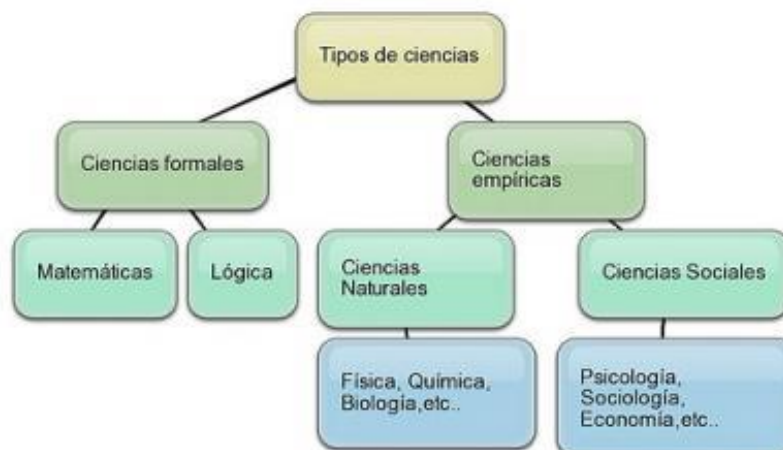 Tipos de ciencias
Ciencias formales
Ciencias
empíricas
Matemáticas
Lógica
Ciencias
Naturales
Ciencias Sociales
Física, Química,
Biología,etc..
Psicología,
Sociología,
Economía,etc..